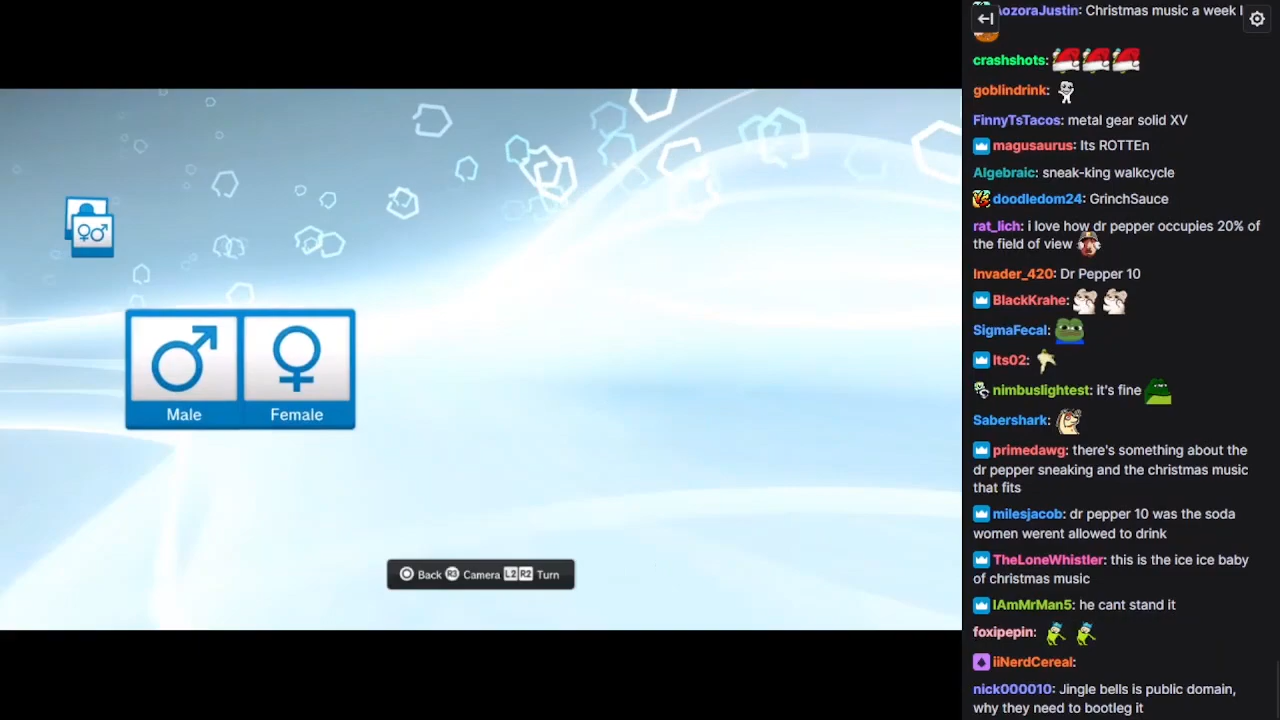 Male
Female
Back R3 Camera L2 R2 Turn
AozoraJustin: Christmas music a week
crashshots:
goblindrink:
FinnyTsTacos: metal gear solid XV
magusaurus: Its ROTTEn
Algebraic: sneak-king walkcycle
doodledom24: GrinchSauce
rat_lich: i love how dr pepper occupies 20% of
the field of view
Invader_420: Dr Pepper 10
BlackKrahe:
SigmaFecal:
Its02:
nimbuslightest: it's fine
Sabershark:
primedawg: there's something about the
dr pepper sneaking and the christmas music
that fits
milesjacob: dr pepper 10 was the soda
women werent allowed to drink
TheLoneWhistler: this is the ice ice baby
of christmas music
IAmMrMan5: he cant stand it
foxipepin:
iiNerdCereal:
nick000010: Jingle bells is public domain,
why they need to bootleg it